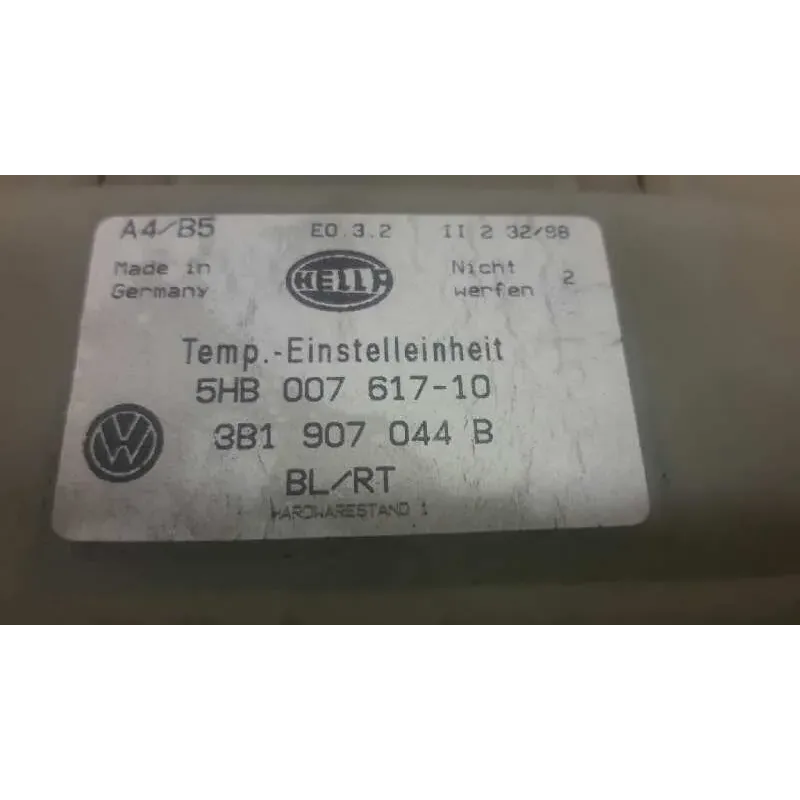 A4/B5 E0.3.2 II 2 32/98
Made in Germany HELLA Nicht werfen 2
Temp.-Einstelleinheit
5HB 007 617-10
VW 3B1 907 044 B
BL/RT
HARDWARESTAND 1